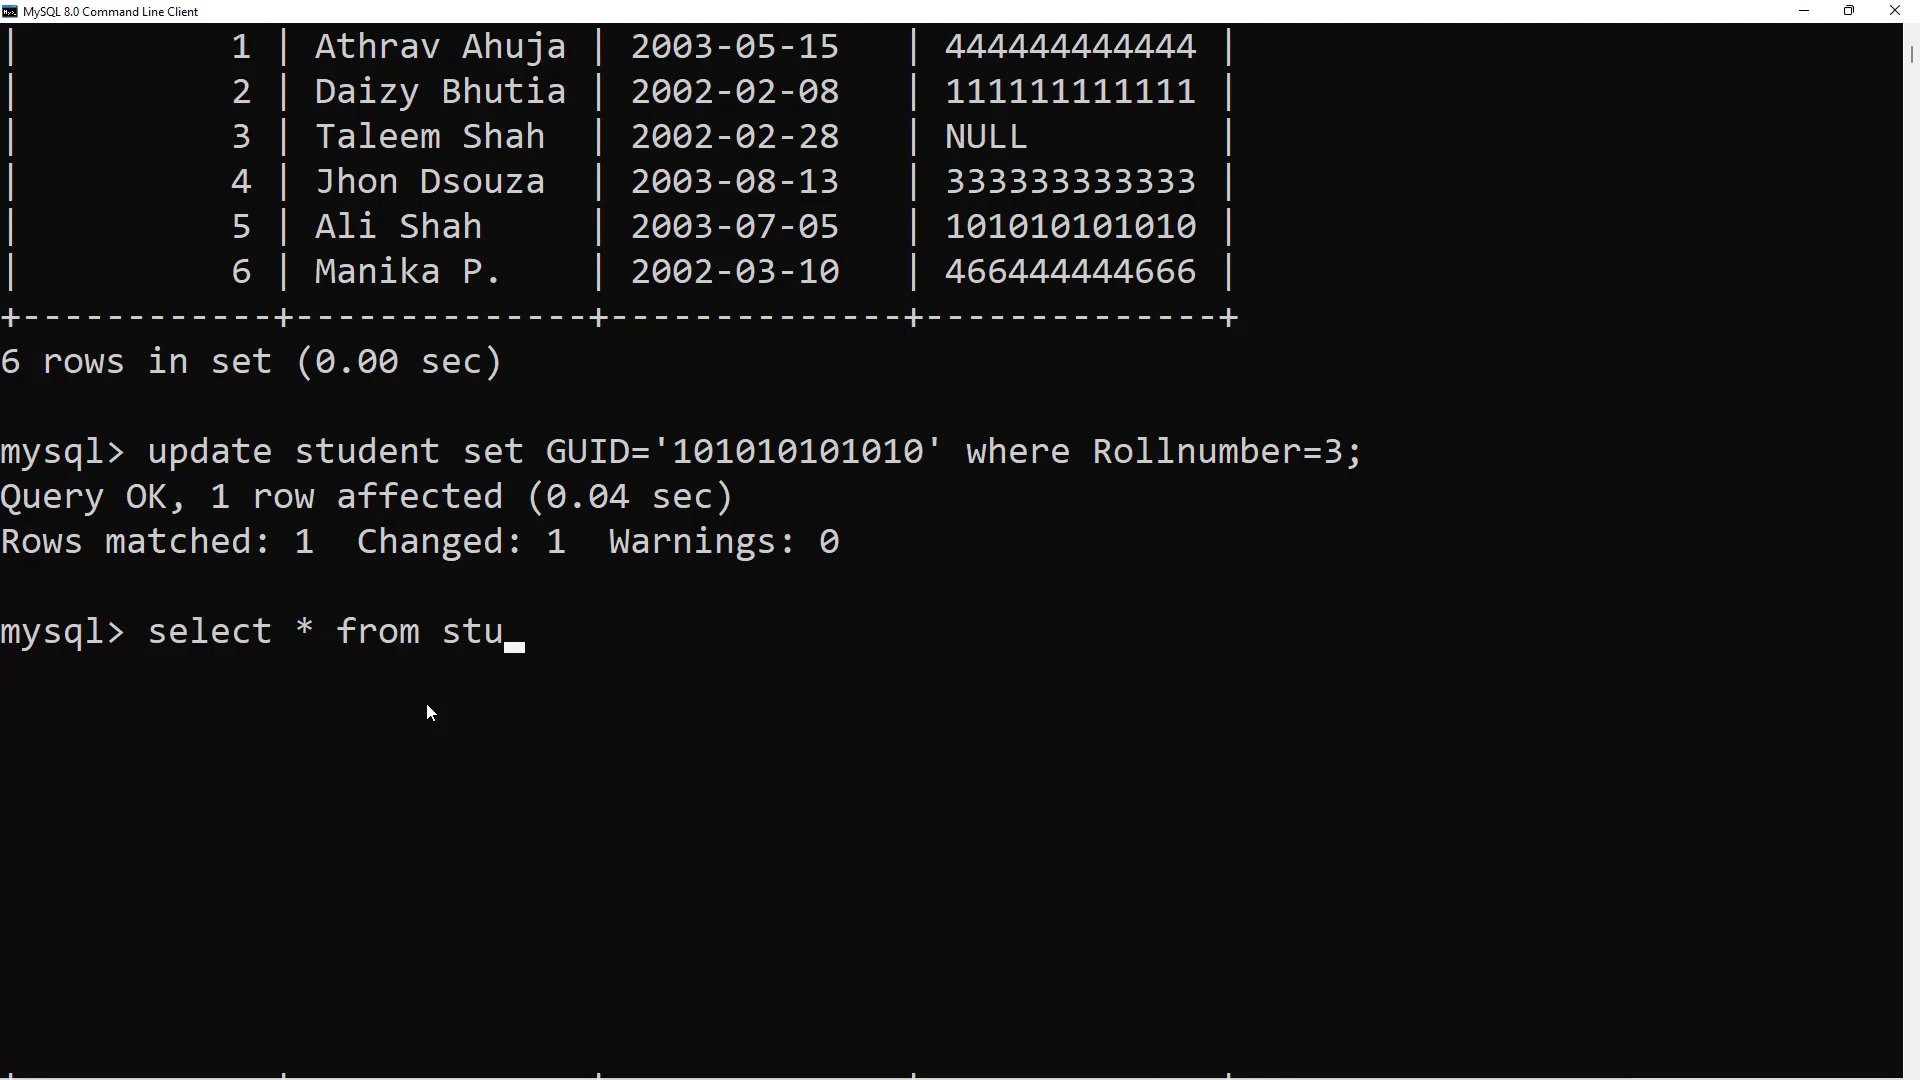 MySQL 8.0 Command Line Client
| 1 | Athrav Ahuja | 2003-05-15 | 444444444444 |
| 2 | Daizy Bhutia | 2002-02-08 | 111111111111 |
| 3 | Taleem Shah | 2002-02-28 | NULL |
| 4 | Jhon Dsouza | 2003-08-13 | 333333333333 |
| 5 | Ali Shah | 2003-07-05 | 101010101010 |
| 6 | Manika P. | 2002-03-10 | 466444444666 |
+------------+--------------+--------------+--------------+
6 rows in set (0.00 sec)
mysql> update student set GUID='101010101010' where Rollnumber=3;
Query OK, 1 row affected (0.04 sec)
Rows matched: 1  Changed: 1  Warnings: 0
mysql> select * from stu_